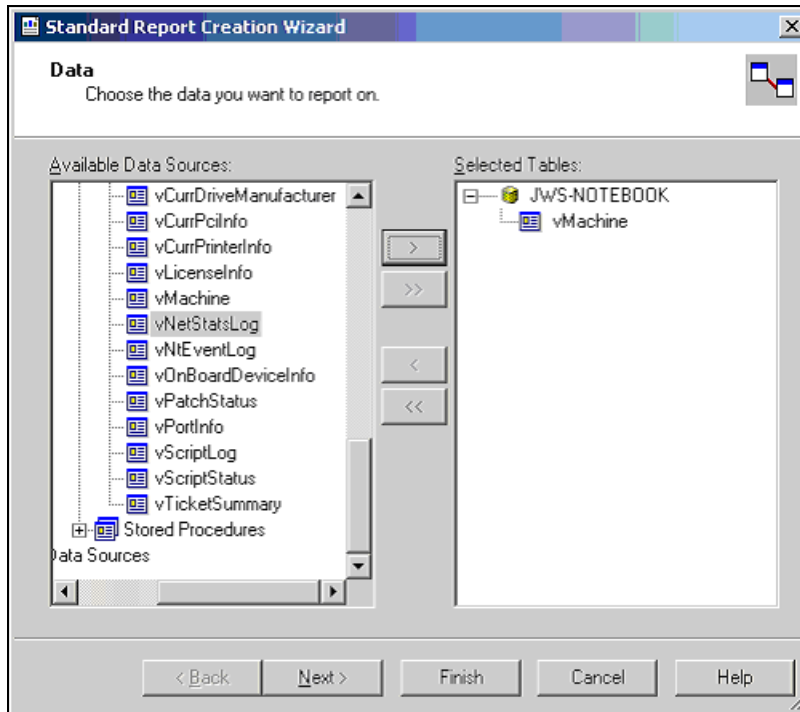 Standard Report Creation Wizard
Data
Choose the data you want to report on.
Available Data Sources:
vCurrDriveManufacturer
vCurrPciInfo
vCurrPrinterInfo
vLicenseInfo
vMachine
vNetStatsLog
vNtEventLog
vOnBoardDeviceInfo
vPatchStatus
vPortInfo
vScriptLog
vScriptStatus
vTicketSummary
Stored Procedures
Data Sources
>
>>
<
<<
Selected Tables:
JWS-NOTEBOOK
vMachine
< Back
Next >
Finish
Cancel
Help